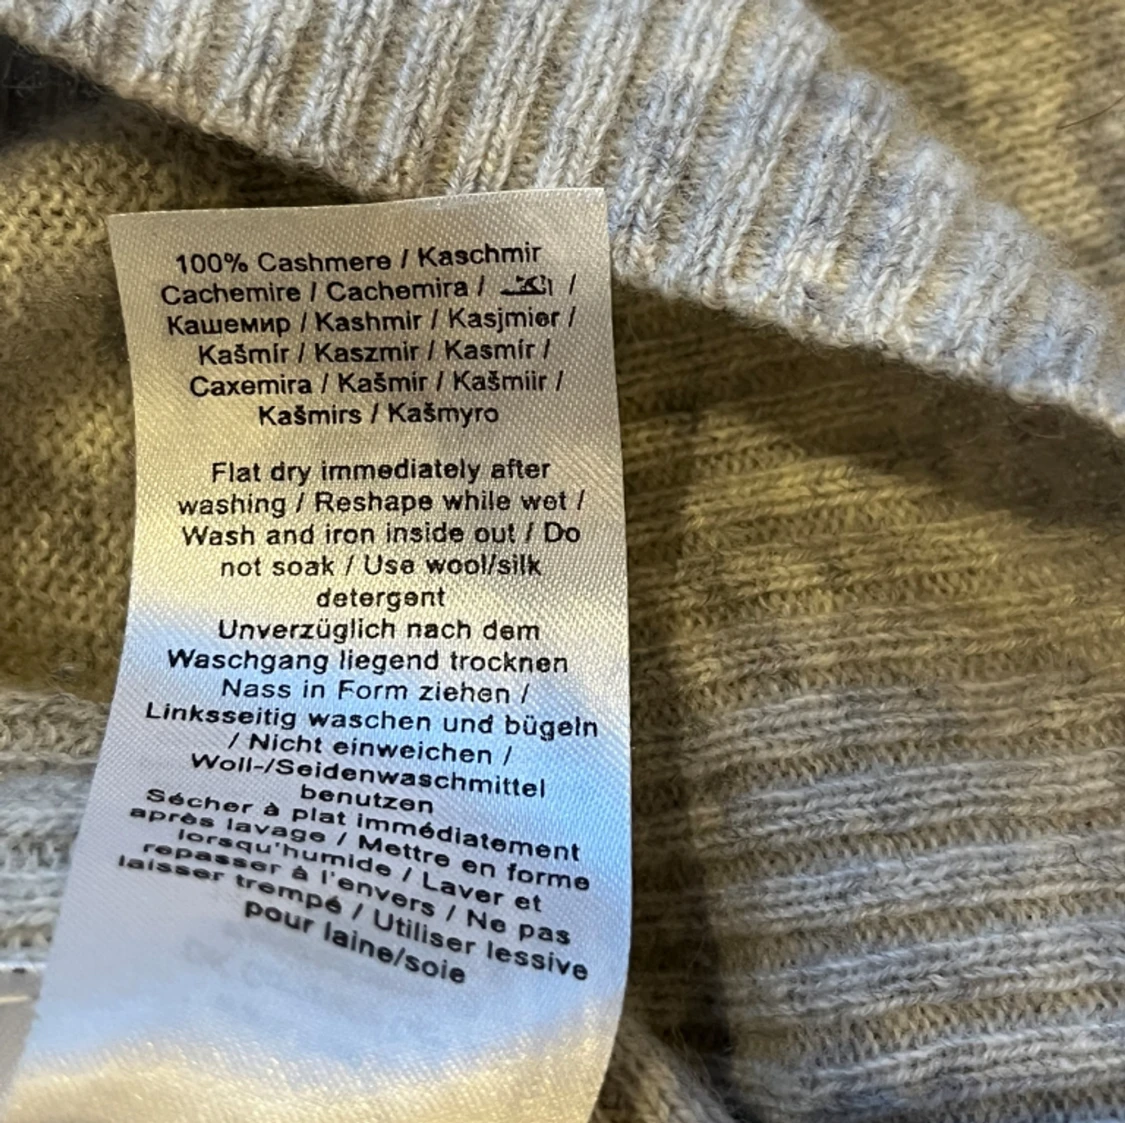 100% Cashmere / Kaschmir
Cachemire / Cachemira / /
Кашемир / Kashmir / Kasjmier /
Kašmír / Kaszmir / Kasmír /
Caxemira / Kašmir / Kašmiir /
Kašmirs / Kašmyro
Flat dry immediately after
washing / Reshape while wet /
Wash and iron inside out / Do
not soak / Use wool/silk
detergent
Unverzüglich nach dem
Waschgang liegend trocknen
Nass in Form ziehen /
Linksseitig waschen und bügeln
/ Nicht einweichen /
Woll-/Seidenwaschmittel
benutzen
Sécher à plat immédiatement
après lavage / Mettre en forme
lorsqu'humide / Laver et
repasser à l'envers / Ne pas
laisser trempé / Utiliser lessive
pour laine/soie